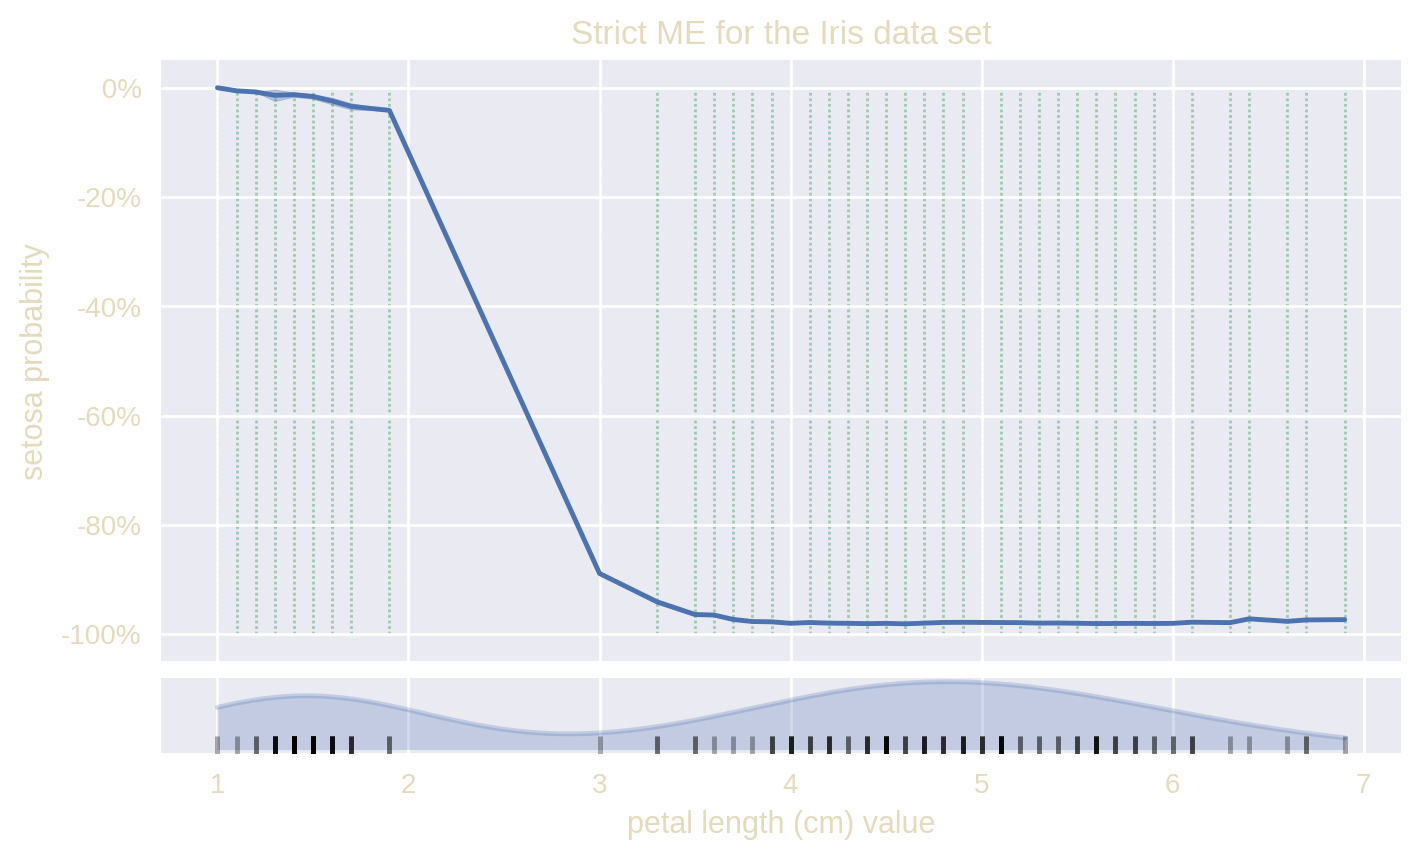 Strict ME for the Iris data set
0%
-20%
-40%
-60%
-80%
-100%
setosa probability
1 2 3 4 5 6 7
petal length (cm) value